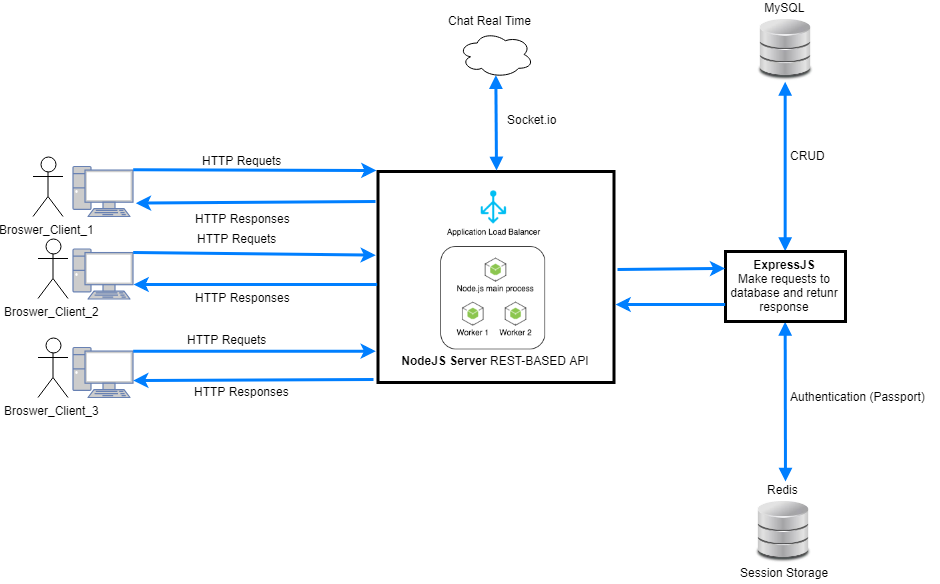 MySQL
Chat Real Time
Socket.io
CRUD
HTTP Requets
HTTP Responses
Broswer_Client_1
HTTP Requets
HTTP Responses
Broswer_Client_2
HTTP Requets
HTTP Responses
Broswer_Client_3
Application Load Balancer
Node.js main process
Worker 1 Worker 2
NodeJS Server REST-BASED API
ExpressJS
Make requests to
database and retunr
response
Authentication (Passport)
Redis
Session Storage